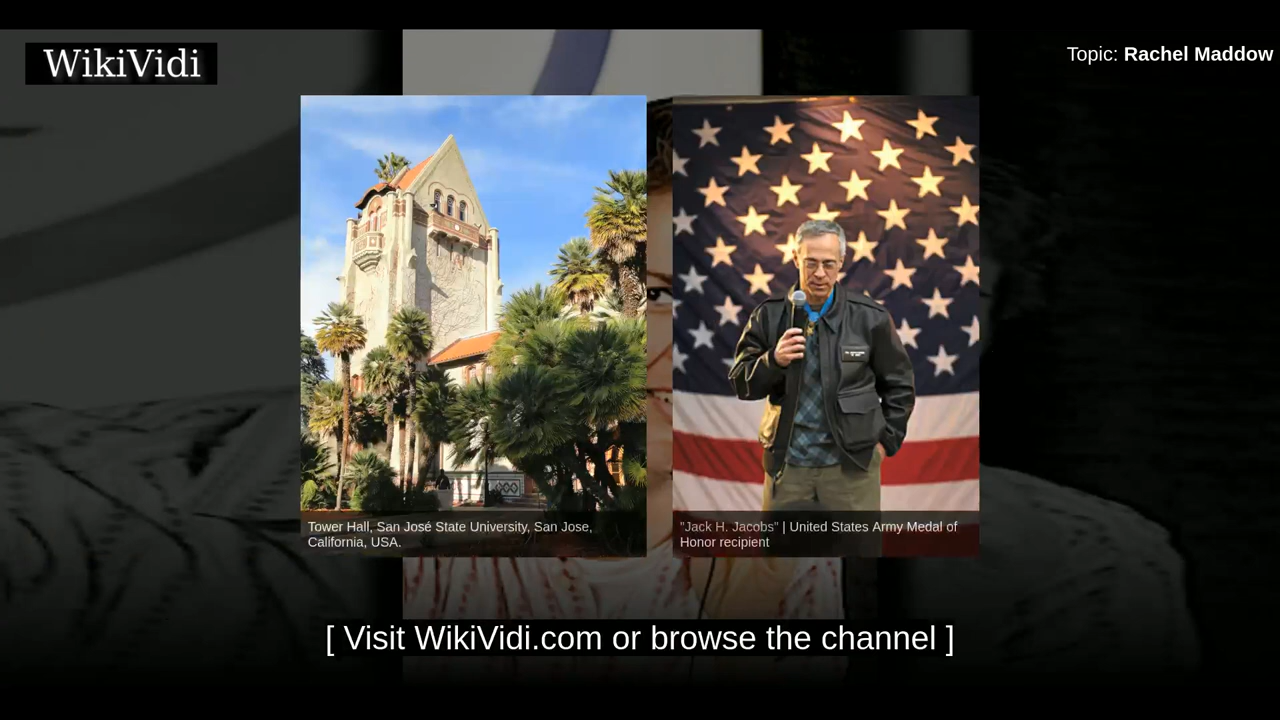 WikiVidi
Topic: Rachel Maddow
Tower Hall, San José State University, San Jose,
California, USA.
"Jack H. Jacobs" | United States Army Medal of
Honor recipient
[ Visit WikiVidi.com or browse the channel ]